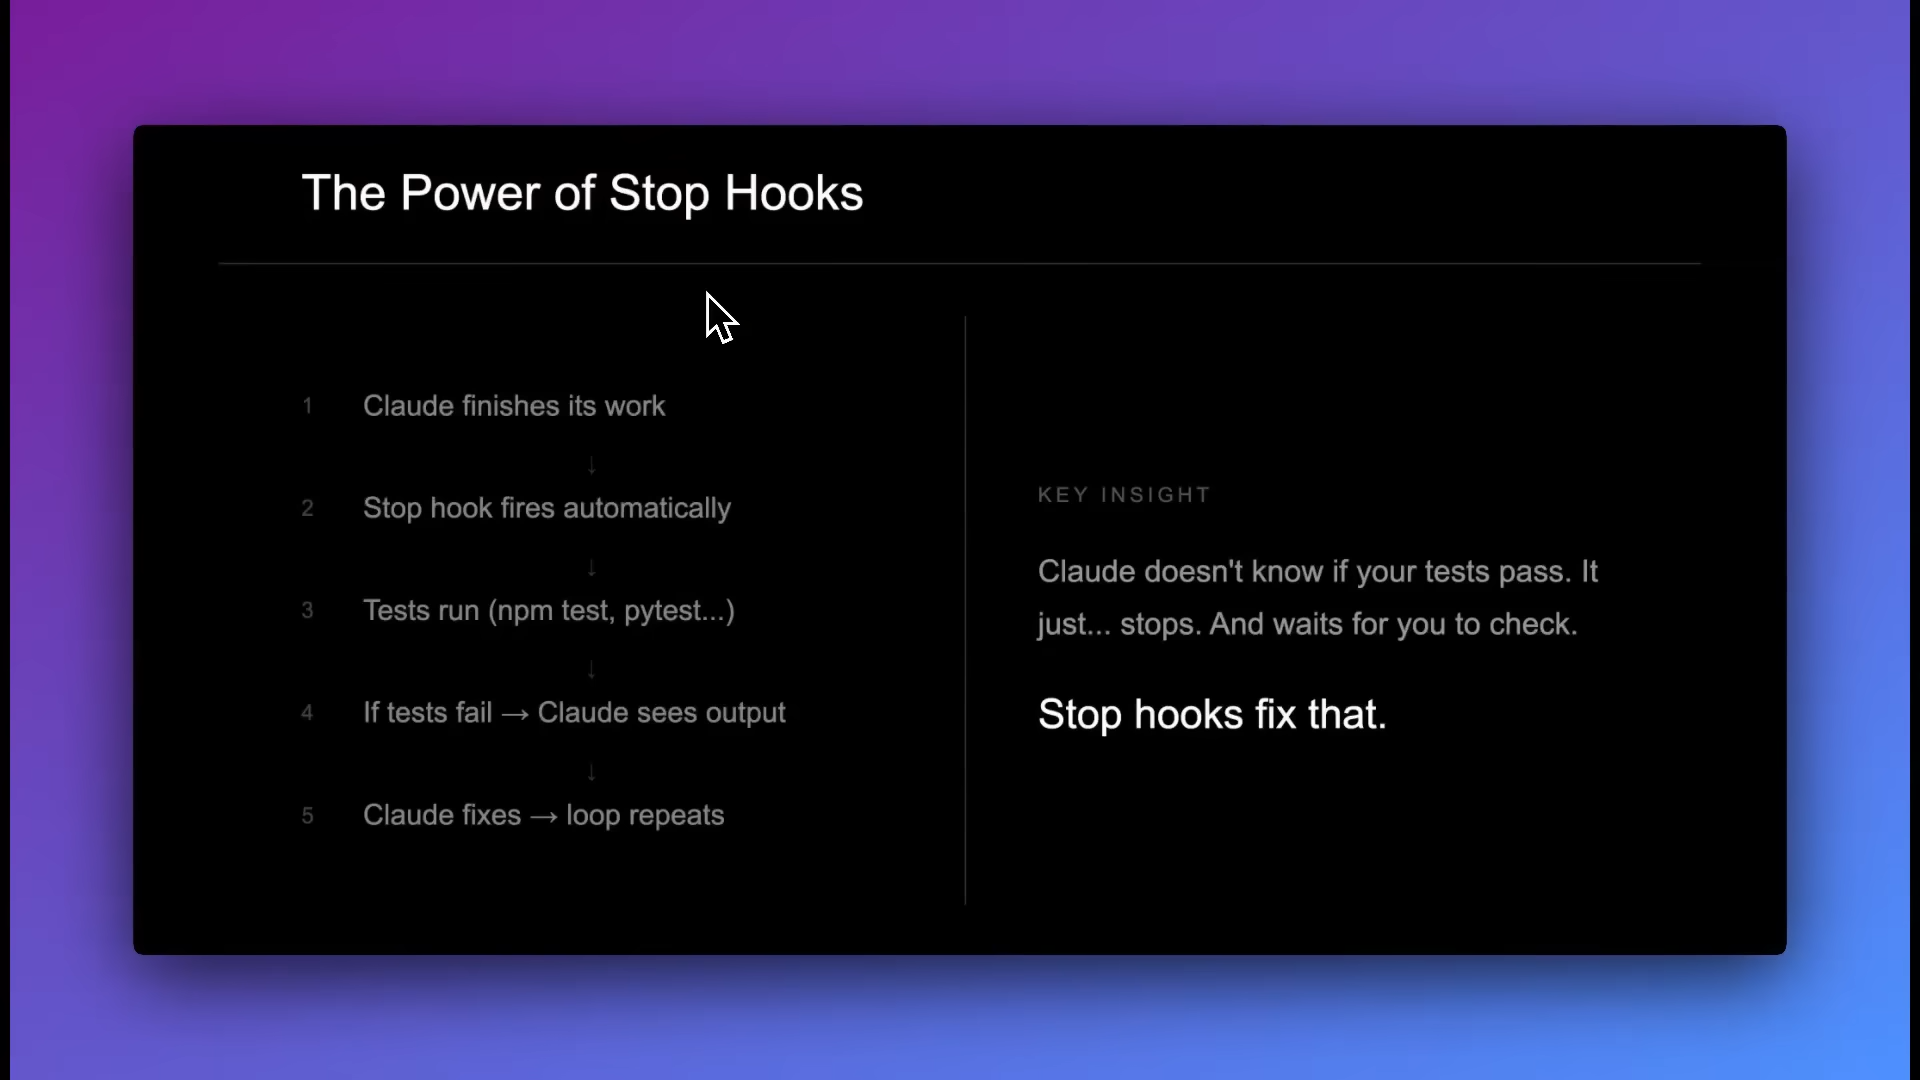 The Power of Stop Hooks
1 Claude finishes its work
↓
2 Stop hook fires automatically
↓
3 Tests run (npm test, pytest...)
↓
4 If tests fail → Claude sees output
↓
5 Claude fixes → loop repeats
KEY INSIGHT
Claude doesn't know if your tests pass. It
just... stops. And waits for you to check.
Stop hooks fix that.